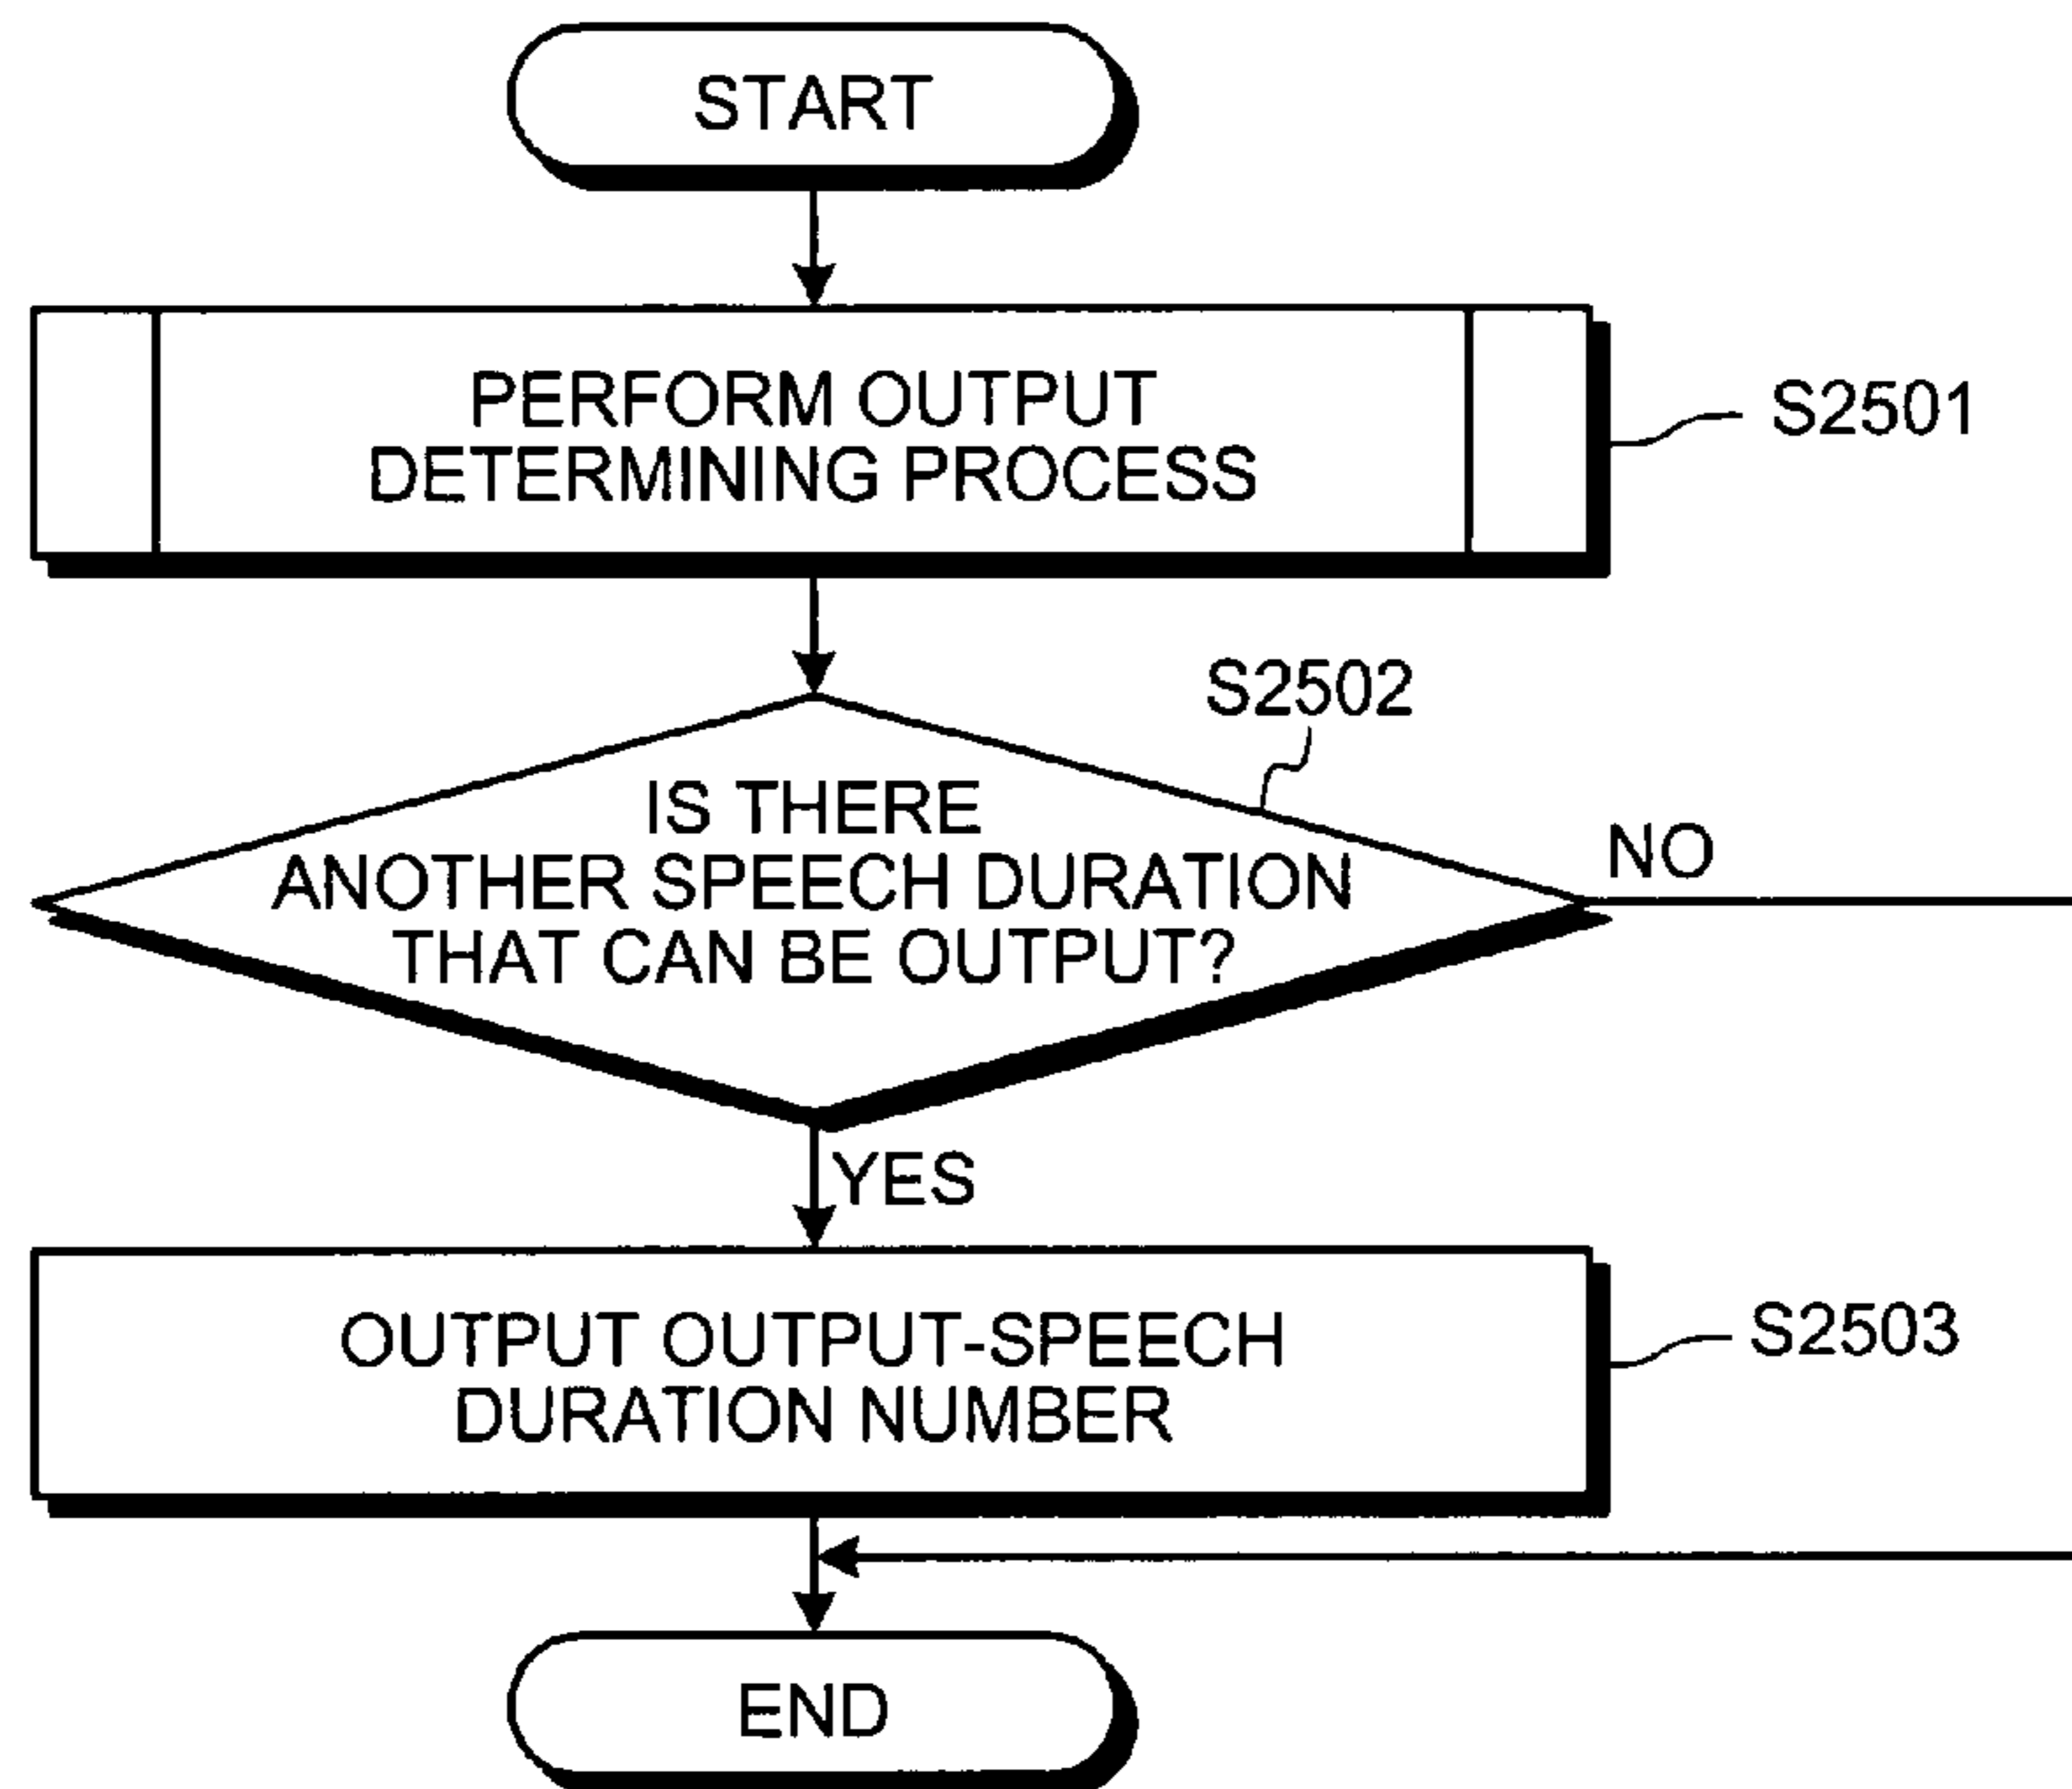 START
PERFORM OUTPUT
DETERMINING PROCESS
S2501
S2502
IS THERE
ANOTHER SPEECH DURATION
THAT CAN BE OUTPUT?
NO
YES
OUTPUT OUTPUT-SPEECH
DURATION NUMBER
S2503
END